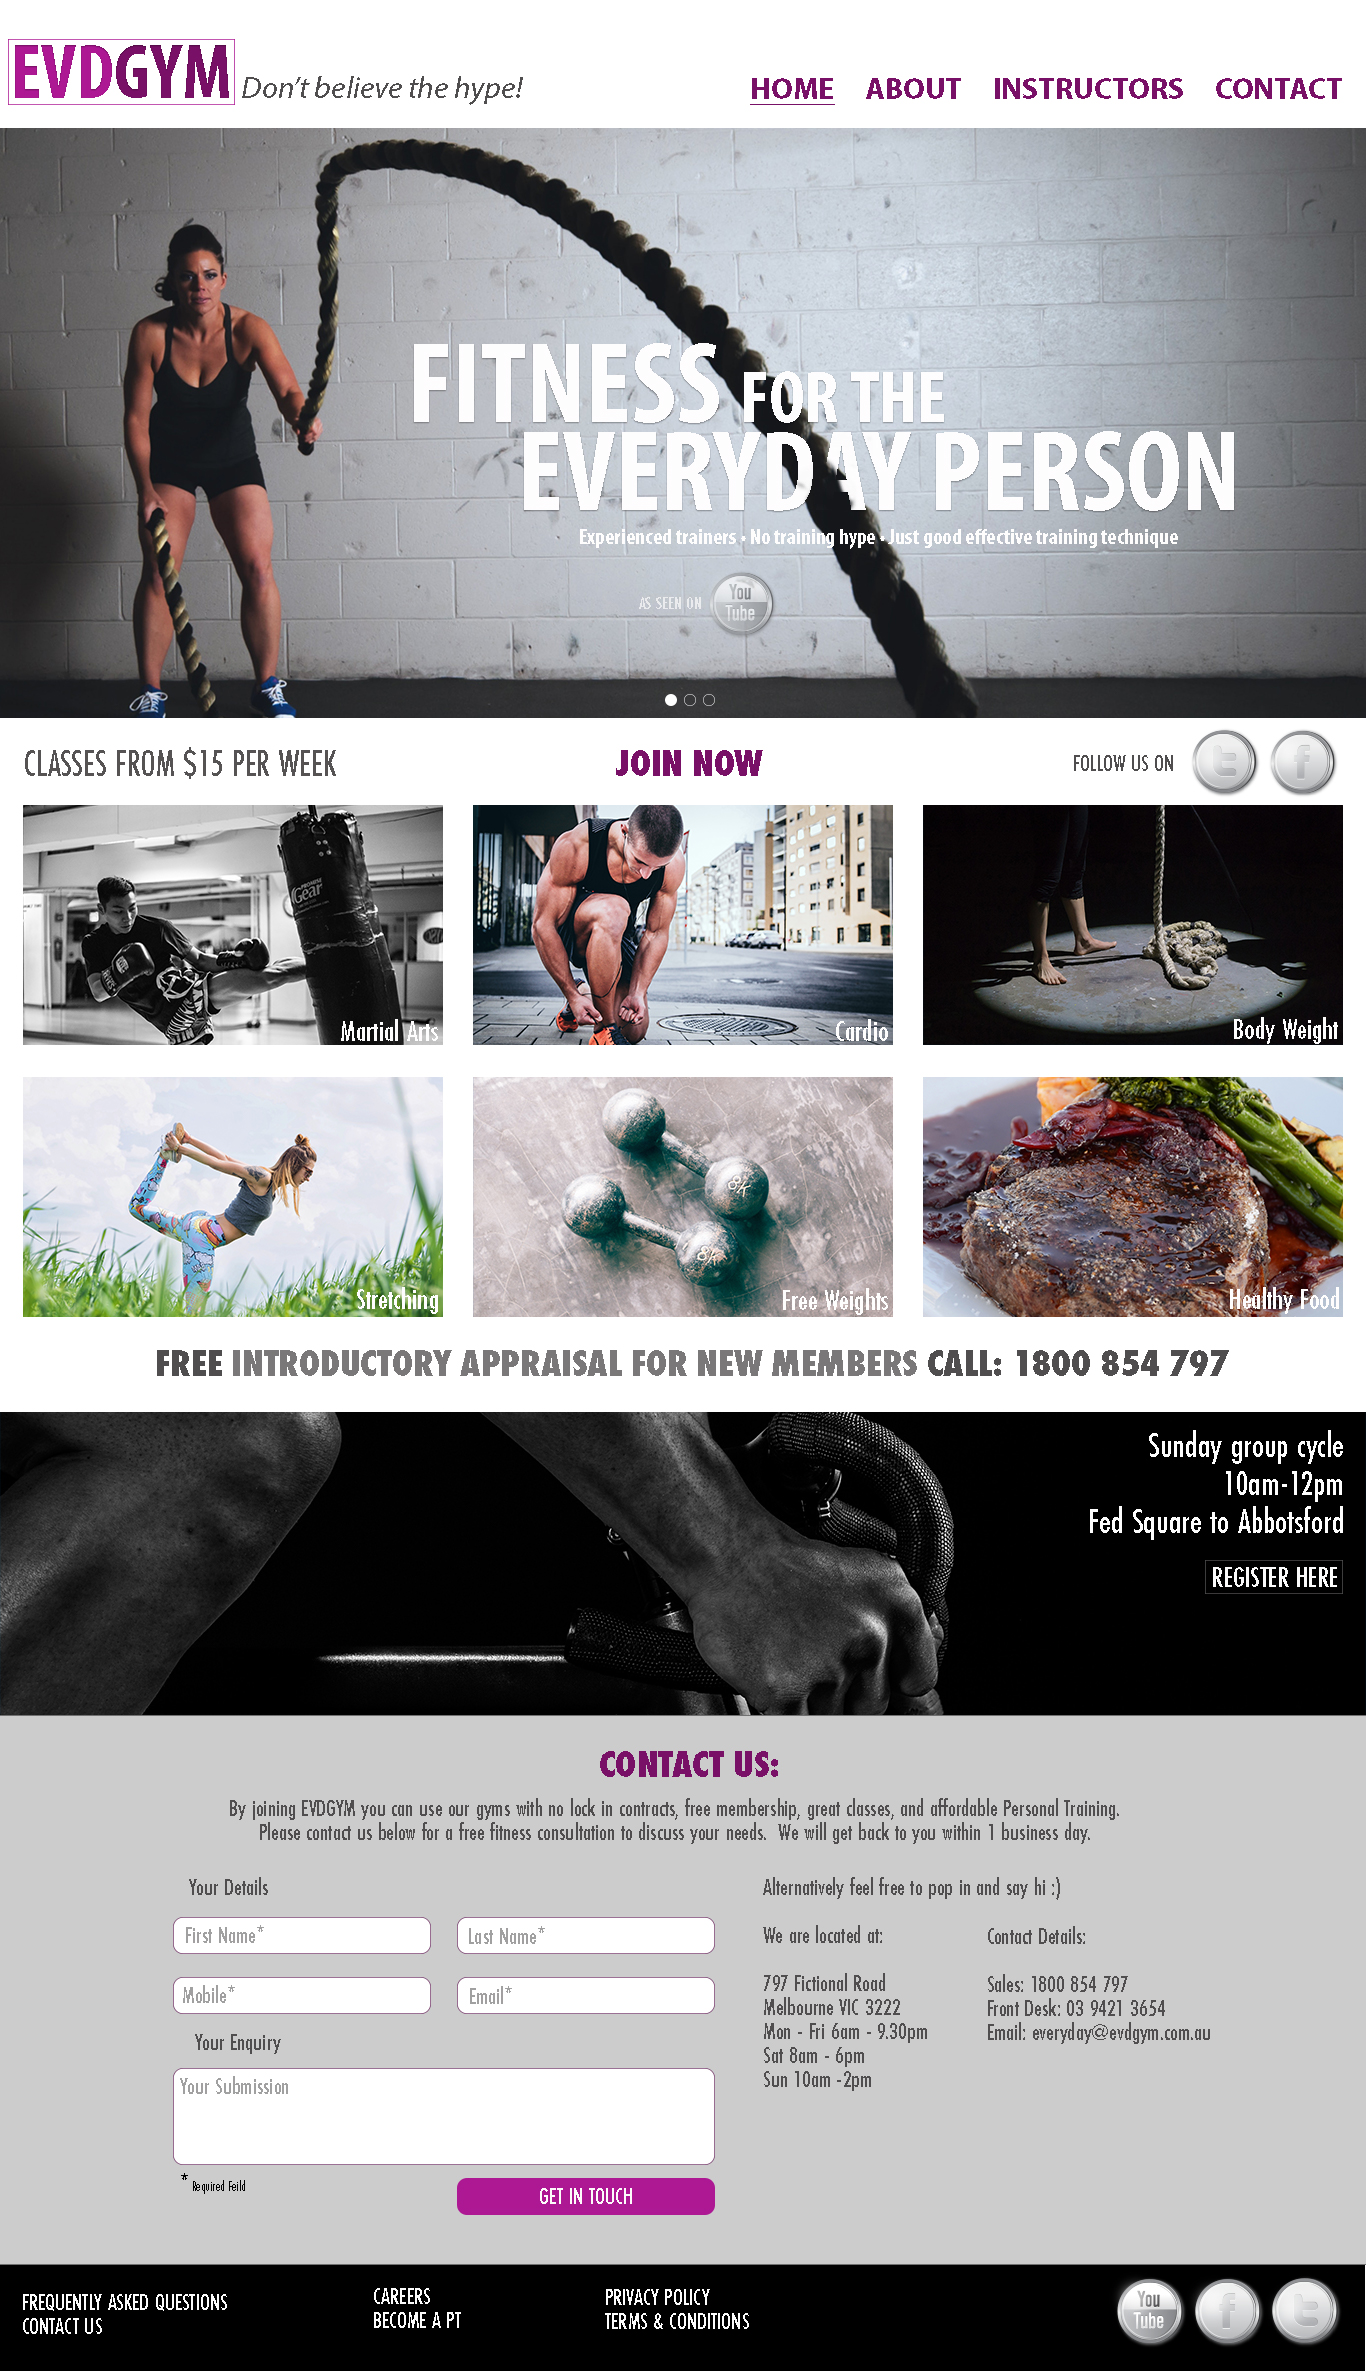 EVDGYM Don't believe the hype!
HOME ABOUT INSTRUCTORS CONTACT
FITNESS FOR THE
EVERYDAY PERSON
Experienced trainers • No training hype • Just good effective training technique
AS SEEN ON You Tube
CLASSES FROM $15 PER WEEK
JOIN NOW
FOLLOW US ON
Gear
Martial Arts
Cardio
Body Weight
Stretching
8K
8K
Free Weights
Healthy Food
FREE INTRODUCTORY APPRAISAL FOR NEW MEMBERS CALL: 1800 854 797
Sunday group cycle
10am-12pm
Fed Square to Abbotsford
REGISTER HERE
CONTACT US:
By joining EVDGYM you can use our gyms with no lock in contracts, free membership, great classes, and affordable Personal Training.
Please contact us below for a free fitness consultation to discuss your needs. We will get back to you within 1 business day.
Your Details
First Name*
Last Name*
Mobile*
Email*
Your Enquiry
Your Submission
* Required Feild
GET IN TOUCH
Alternatively feel free to pop in and say hi :)
We are located at:
797 Fictional Road
Melbourne VIC 3222
Mon - Fri 6am - 9.30pm
Sat 8am - 6pm
Sun 10am -2pm
Contact Details:
Sales: 1800 854 797
Front Desk: 03 9421 3654
Email: everyday@evdgym.com.au
FREQUENTLY ASKED QUESTIONS
CONTACT US
CAREERS
BECOME A PT
PRIVACY POLICY
TERMS & CONDITIONS
You Tube